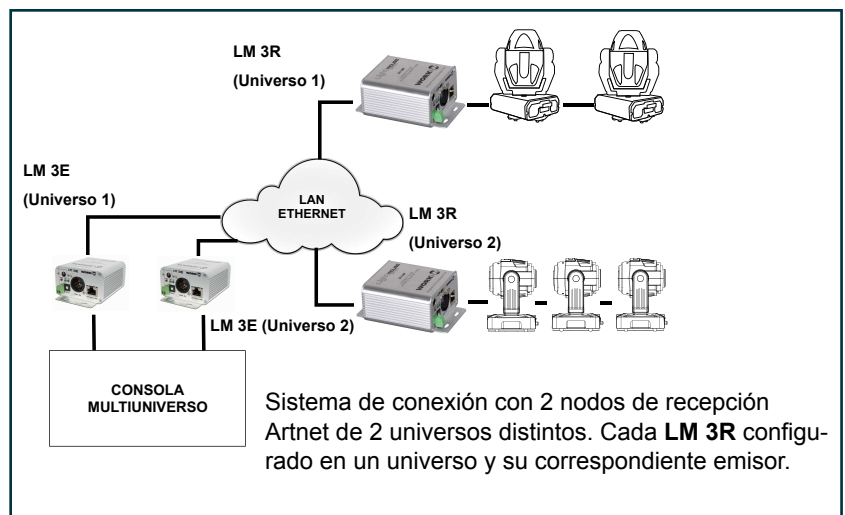 LM 3R
(Universo 1)
LM 3E
(Universo 1)
LAN
ETHERNET
LM 3R
(Universo 2)
LM 3E (Universo 2)
CONSOLA
MULTIUNIVERSO
Sistema de conexión con 2 nodos de recepción
Artnet de 2 universos distintos. Cada LM 3R configu-
rado en un universo y su correspondiente emisor.